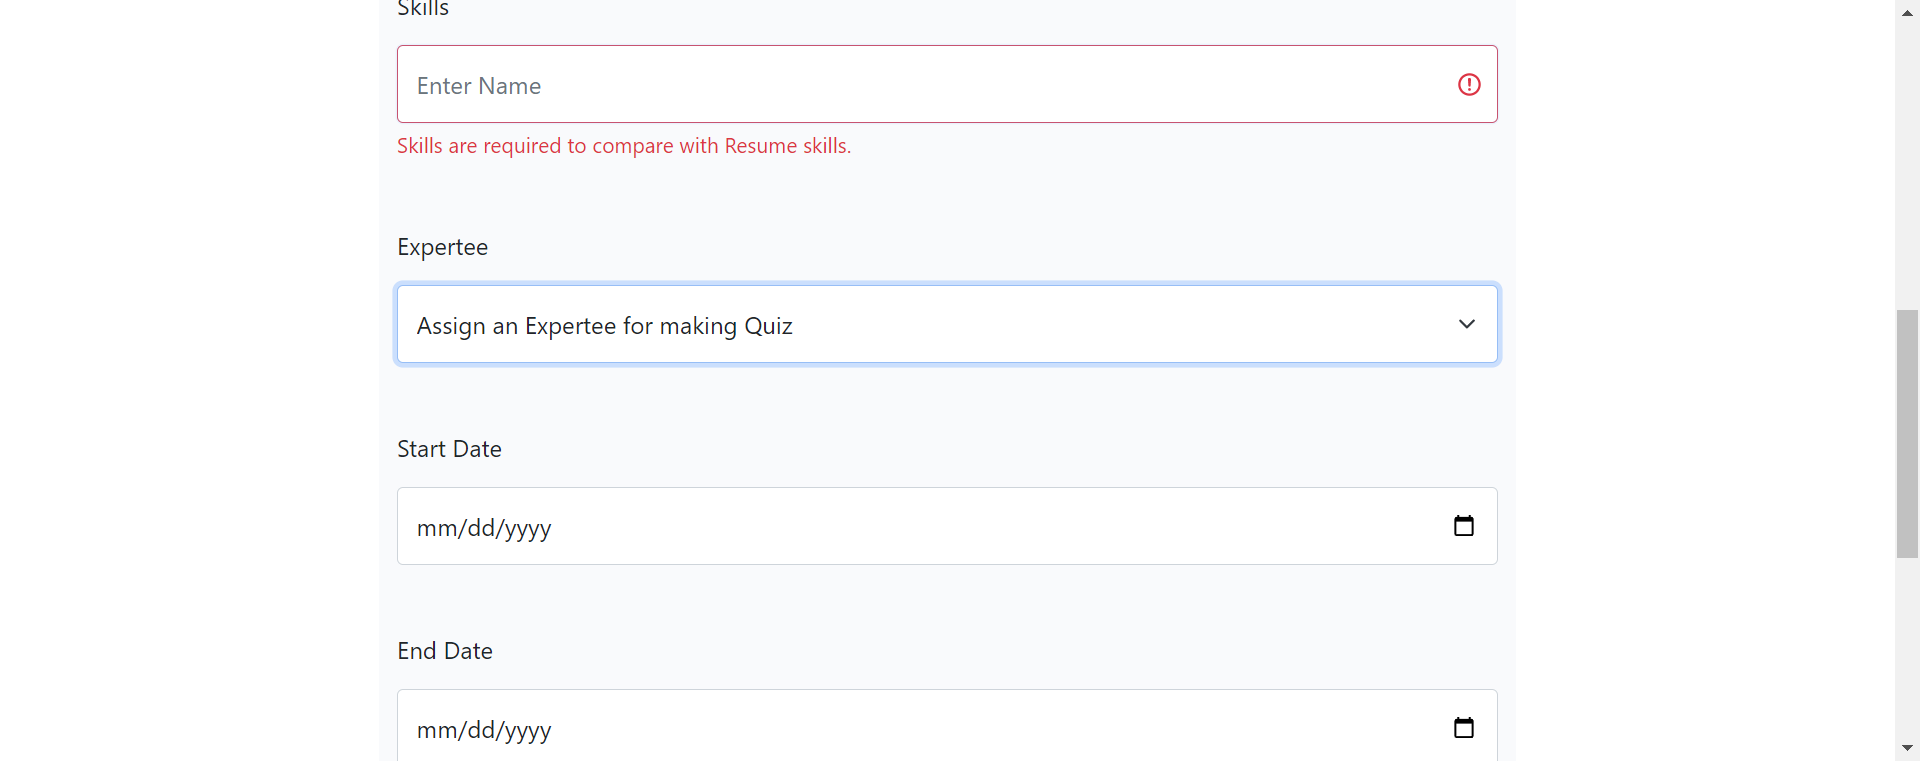 Skills
Enter Name
Skills are required to compare with Resume skills.
Expertee
Assign an Expertee for making Quiz
Start Date
mm/dd/yyyy
End Date
mm/dd/yyyy